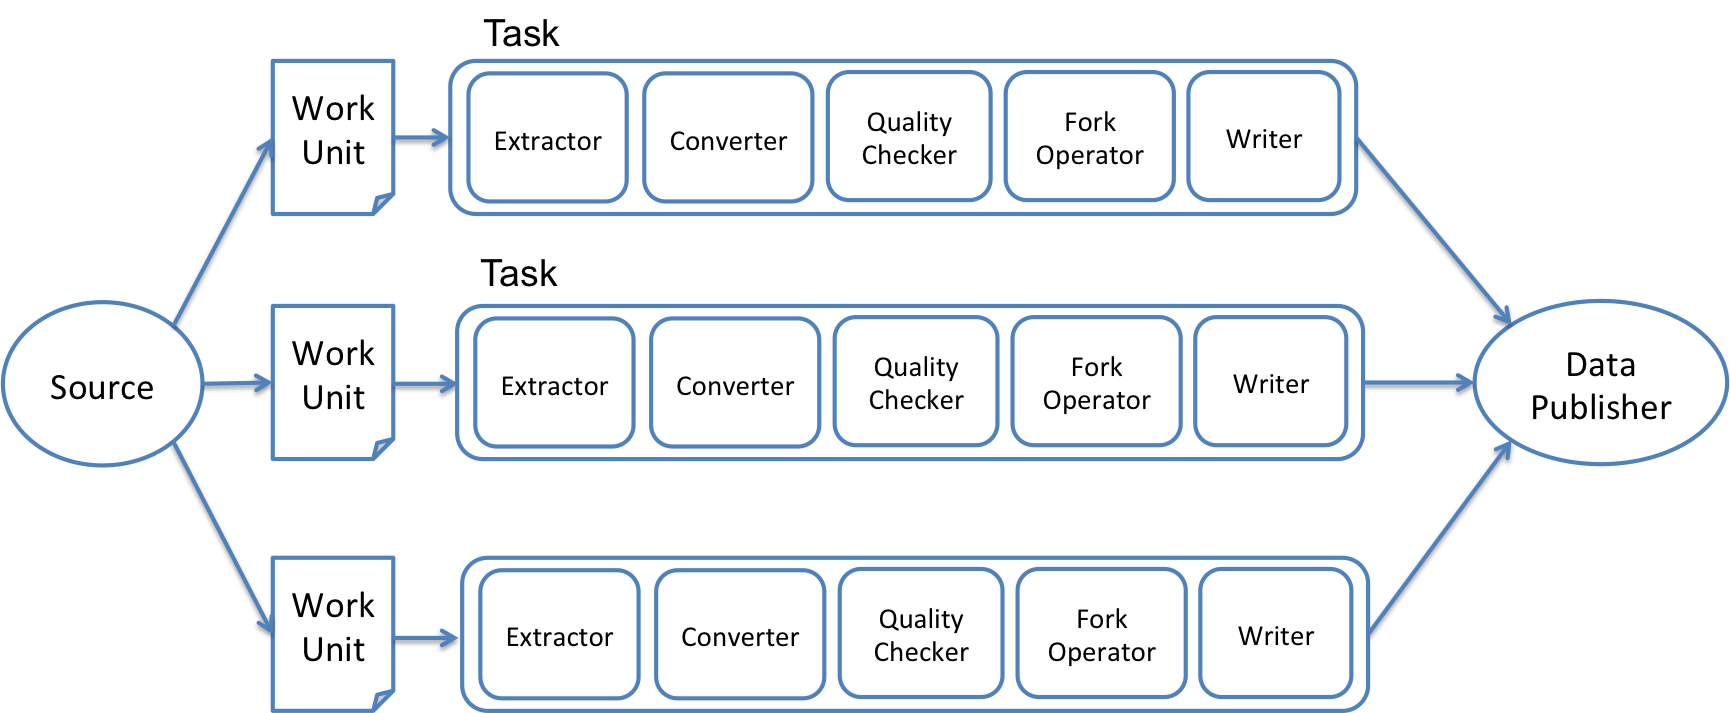 Task
Work
Unit
Extractor
Converter
Quality
Checker
Fork
Operator
Writer
Task
Source
Work
Unit
Extractor
Converter
Quality
Checker
Fork
Operator
Writer
Data
Publisher
Work
Unit
Extractor
Converter
Quality
Checker
Fork
Operator
Writer